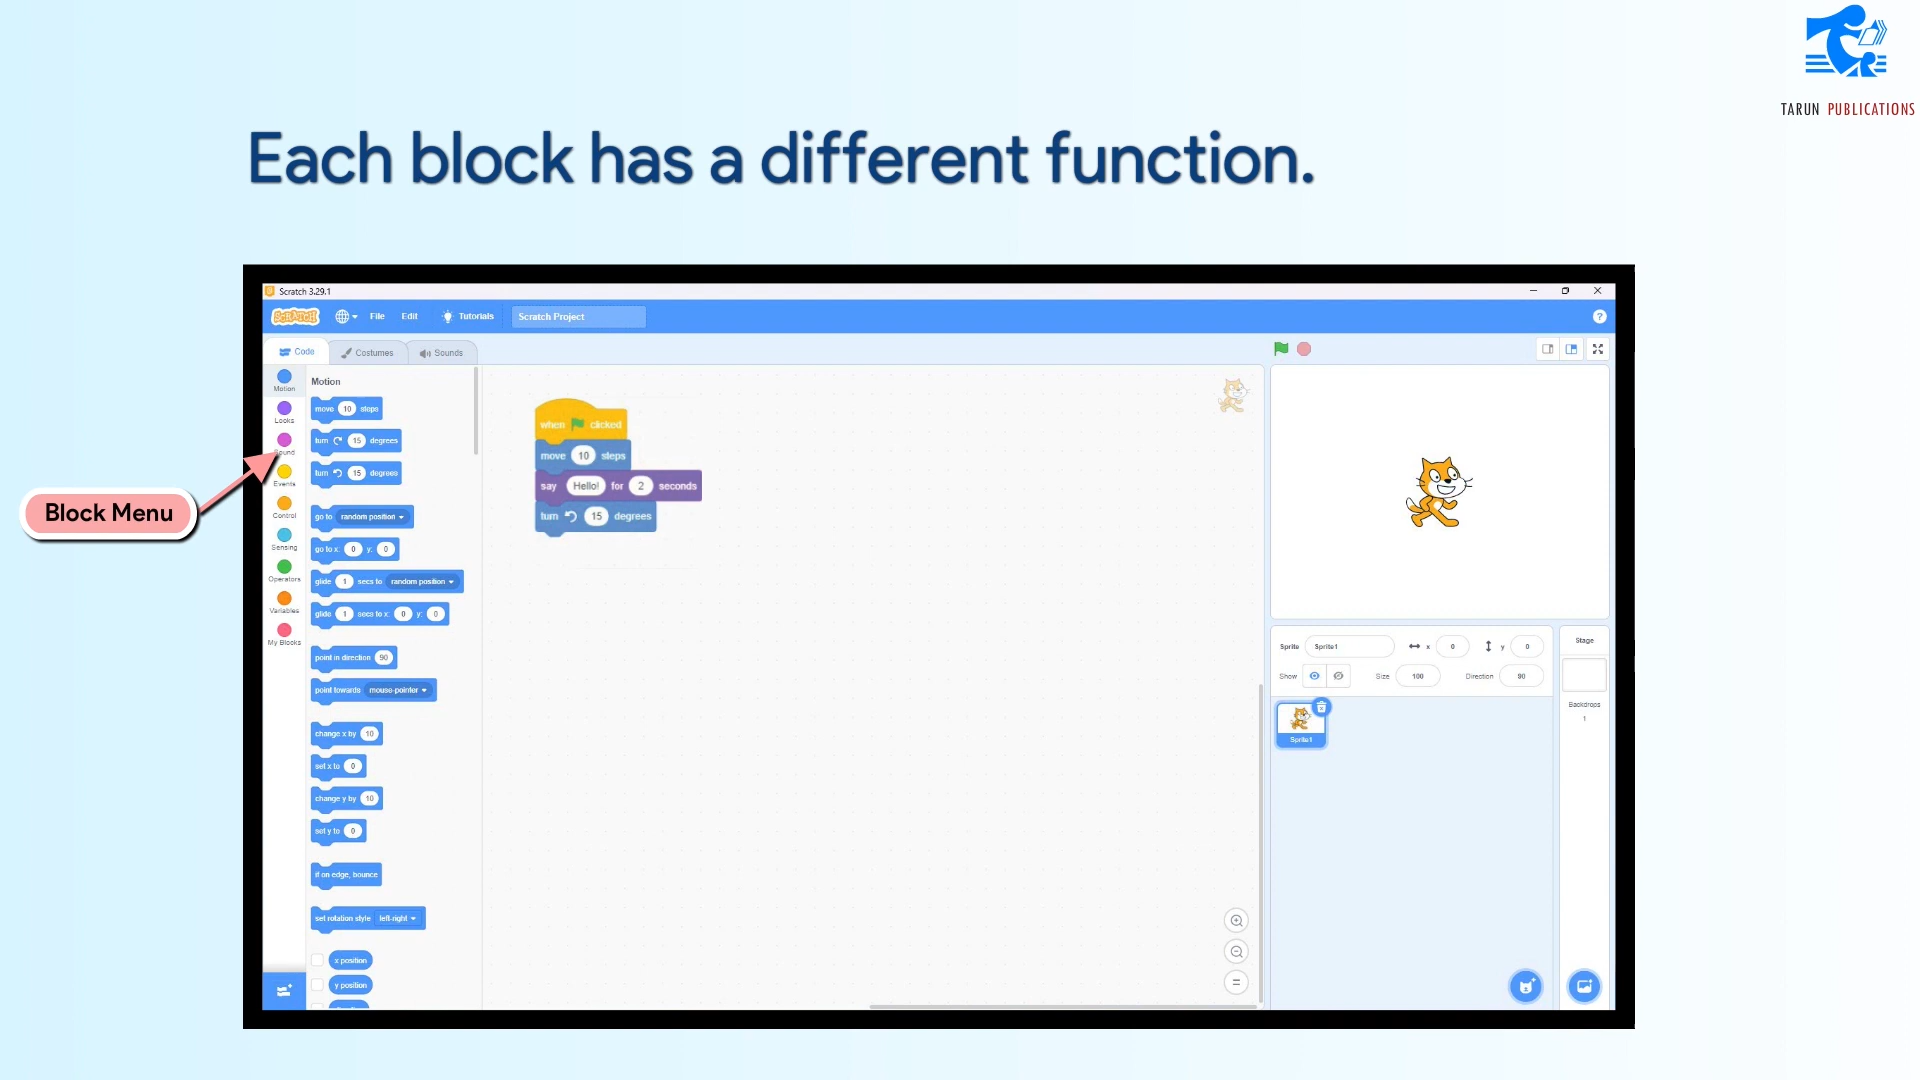 TARUN PUBLICATIONS
Each block has a different function.
Scratch 3.29.1
SCRATCH File Edit Tutorials Scratch Project ?
Code Costumes Sounds
Motion
Looks
Sound
Events
Control
Sensing
Operators
Variables
My Blocks
Block Menu
Motion
move 10 steps
turn 15 degrees
turn 15 degrees
go to random position
go to x: 0 y: 0
glide 1 secs to random position
glide 1 secs to x: 0 y: 0
point in direction 90
point towards mouse-pointer
change x by 10
set x to 0
change y by 10
set y to 0
if on edge, bounce
set rotation style left-right
x position
y position
when clicked
move 10 steps
say Hello! for 2 seconds
turn 15 degrees
Sprite Sprite1 x 0 y 0
Show Size 100 Direction 90
Sprite1
Stage
Backdrops
1